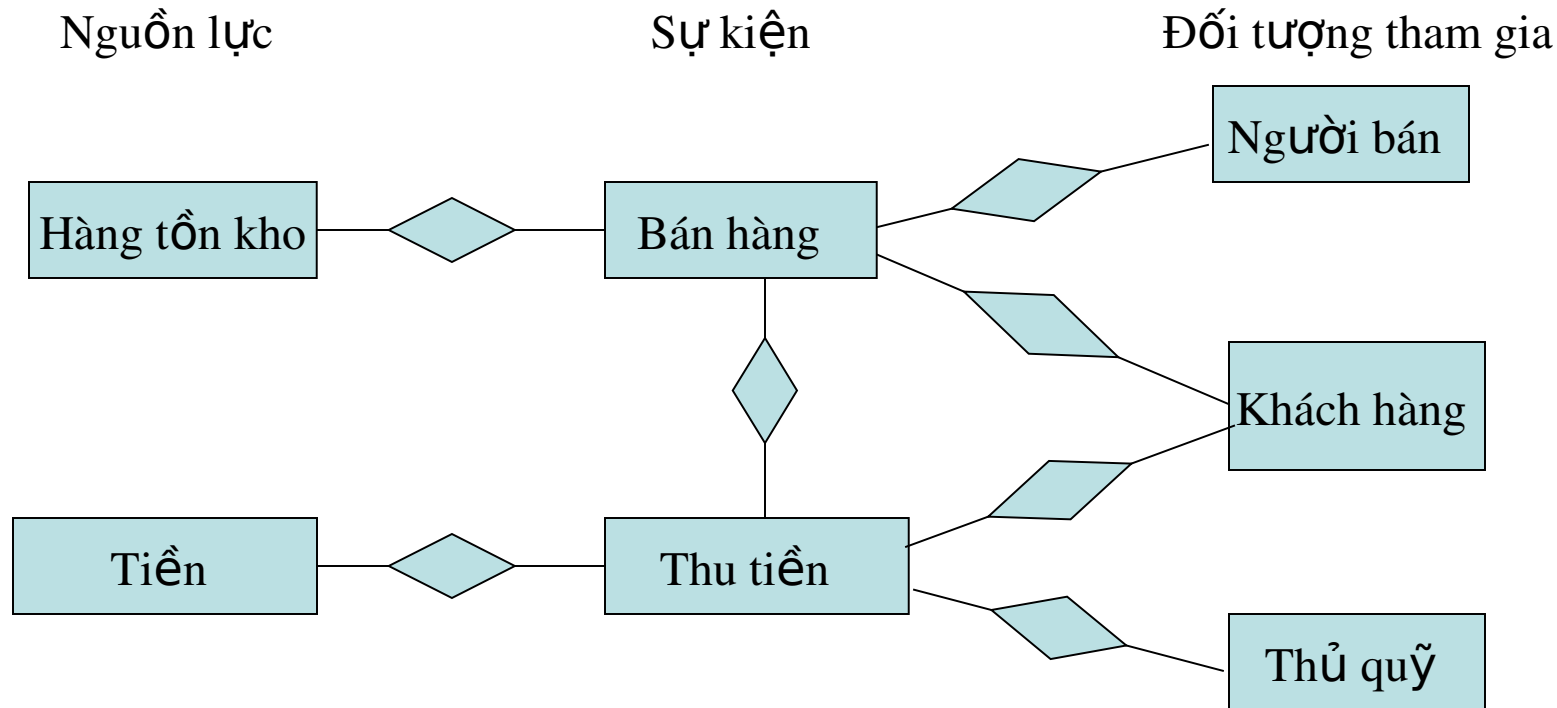 Nguồn lực
Sự kiện
Đối tượng tham gia
Người bán
Hàng tồn kho
Bán hàng
Khách hàng
Tiền
Thu tiền
Thủ quỹ